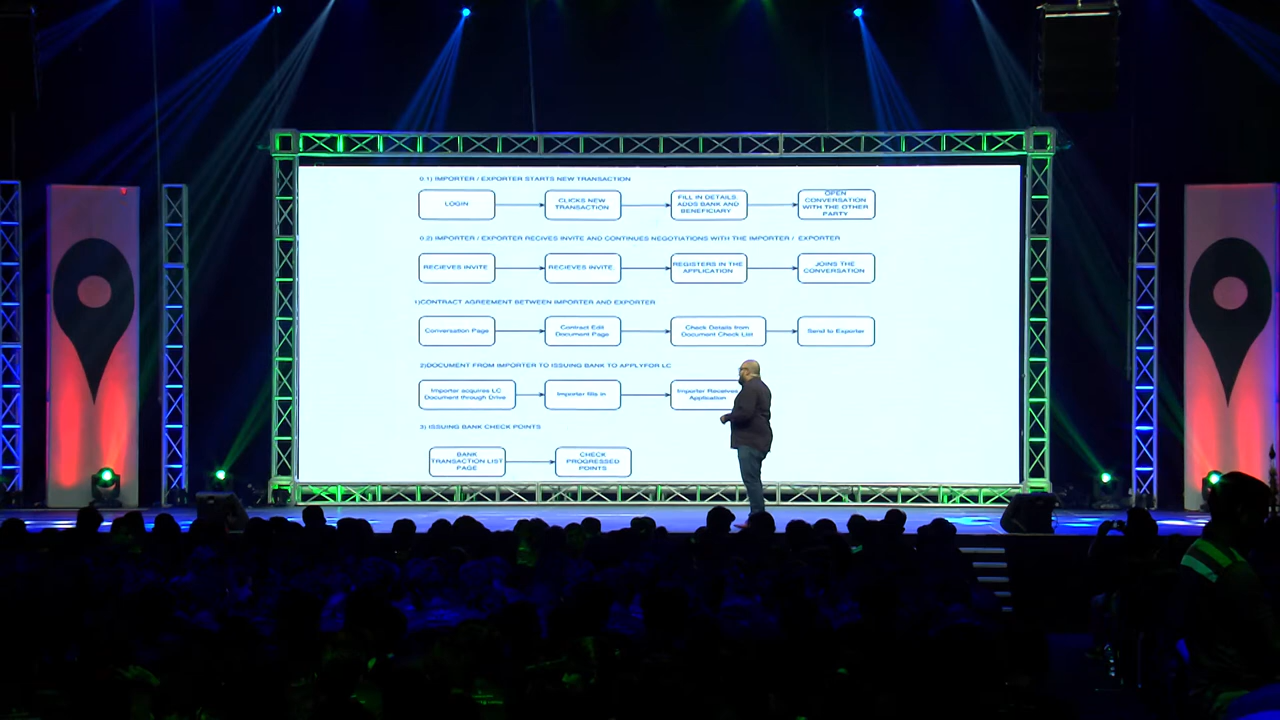 0.1) IMPORTER / EXPORTER STARTS NEW TRANSACTION
LOGIN
CLICKS NEW
TRANSACTION
FILL IN DETAILS,
ADDS BANK AND
BENEFICIARY
OPEN
CONVERSATION
WITH THE OTHER
PARTY
0.2) IMPORTER / EXPORTER RECIVES INVITE AND CONTINUES NEGOTIATIONS WITH THE IMPORTER / EXPORTER
RECIEVES INVITE
RECIEVES INVITE
REGISTERS IN THE
APPLICATION
JOINS THE
CONVERSATION
1)CONTRACT AGREEMENT BETWEEN IMPORTER AND EXPORTER
Conversation Page
Contract Edit
Document Page
Check Details from
Document Check List
Send to Exporter
2)DOCUMENT FROM IMPORTER TO ISSUING BANK TO APPLYFOR LC
Importer acquires LC
Document through Drive
Importer fills in
Importer Receives
Application
3) ISSUING BANK CHECK POINTS
BANK
TRANSACTION LIST
PAGE
CHECK
PROGRESSED
POINTS